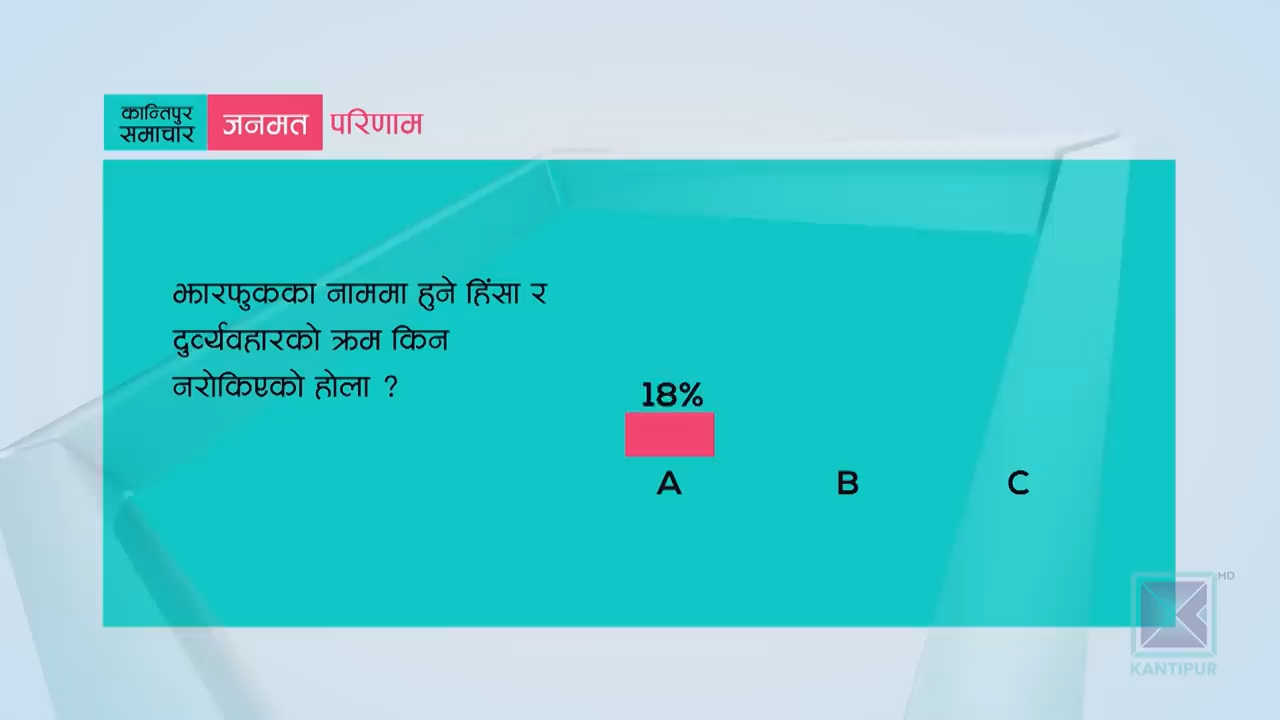 कान्तिपुर
समाचार
जनमत
परिणाम
झारफुकका नाममा हुने हिंसा र
दुर्व्यवहारको क्रम किन
नरोकिएको होला ?
18%
A B C
HD
KANTIPUR